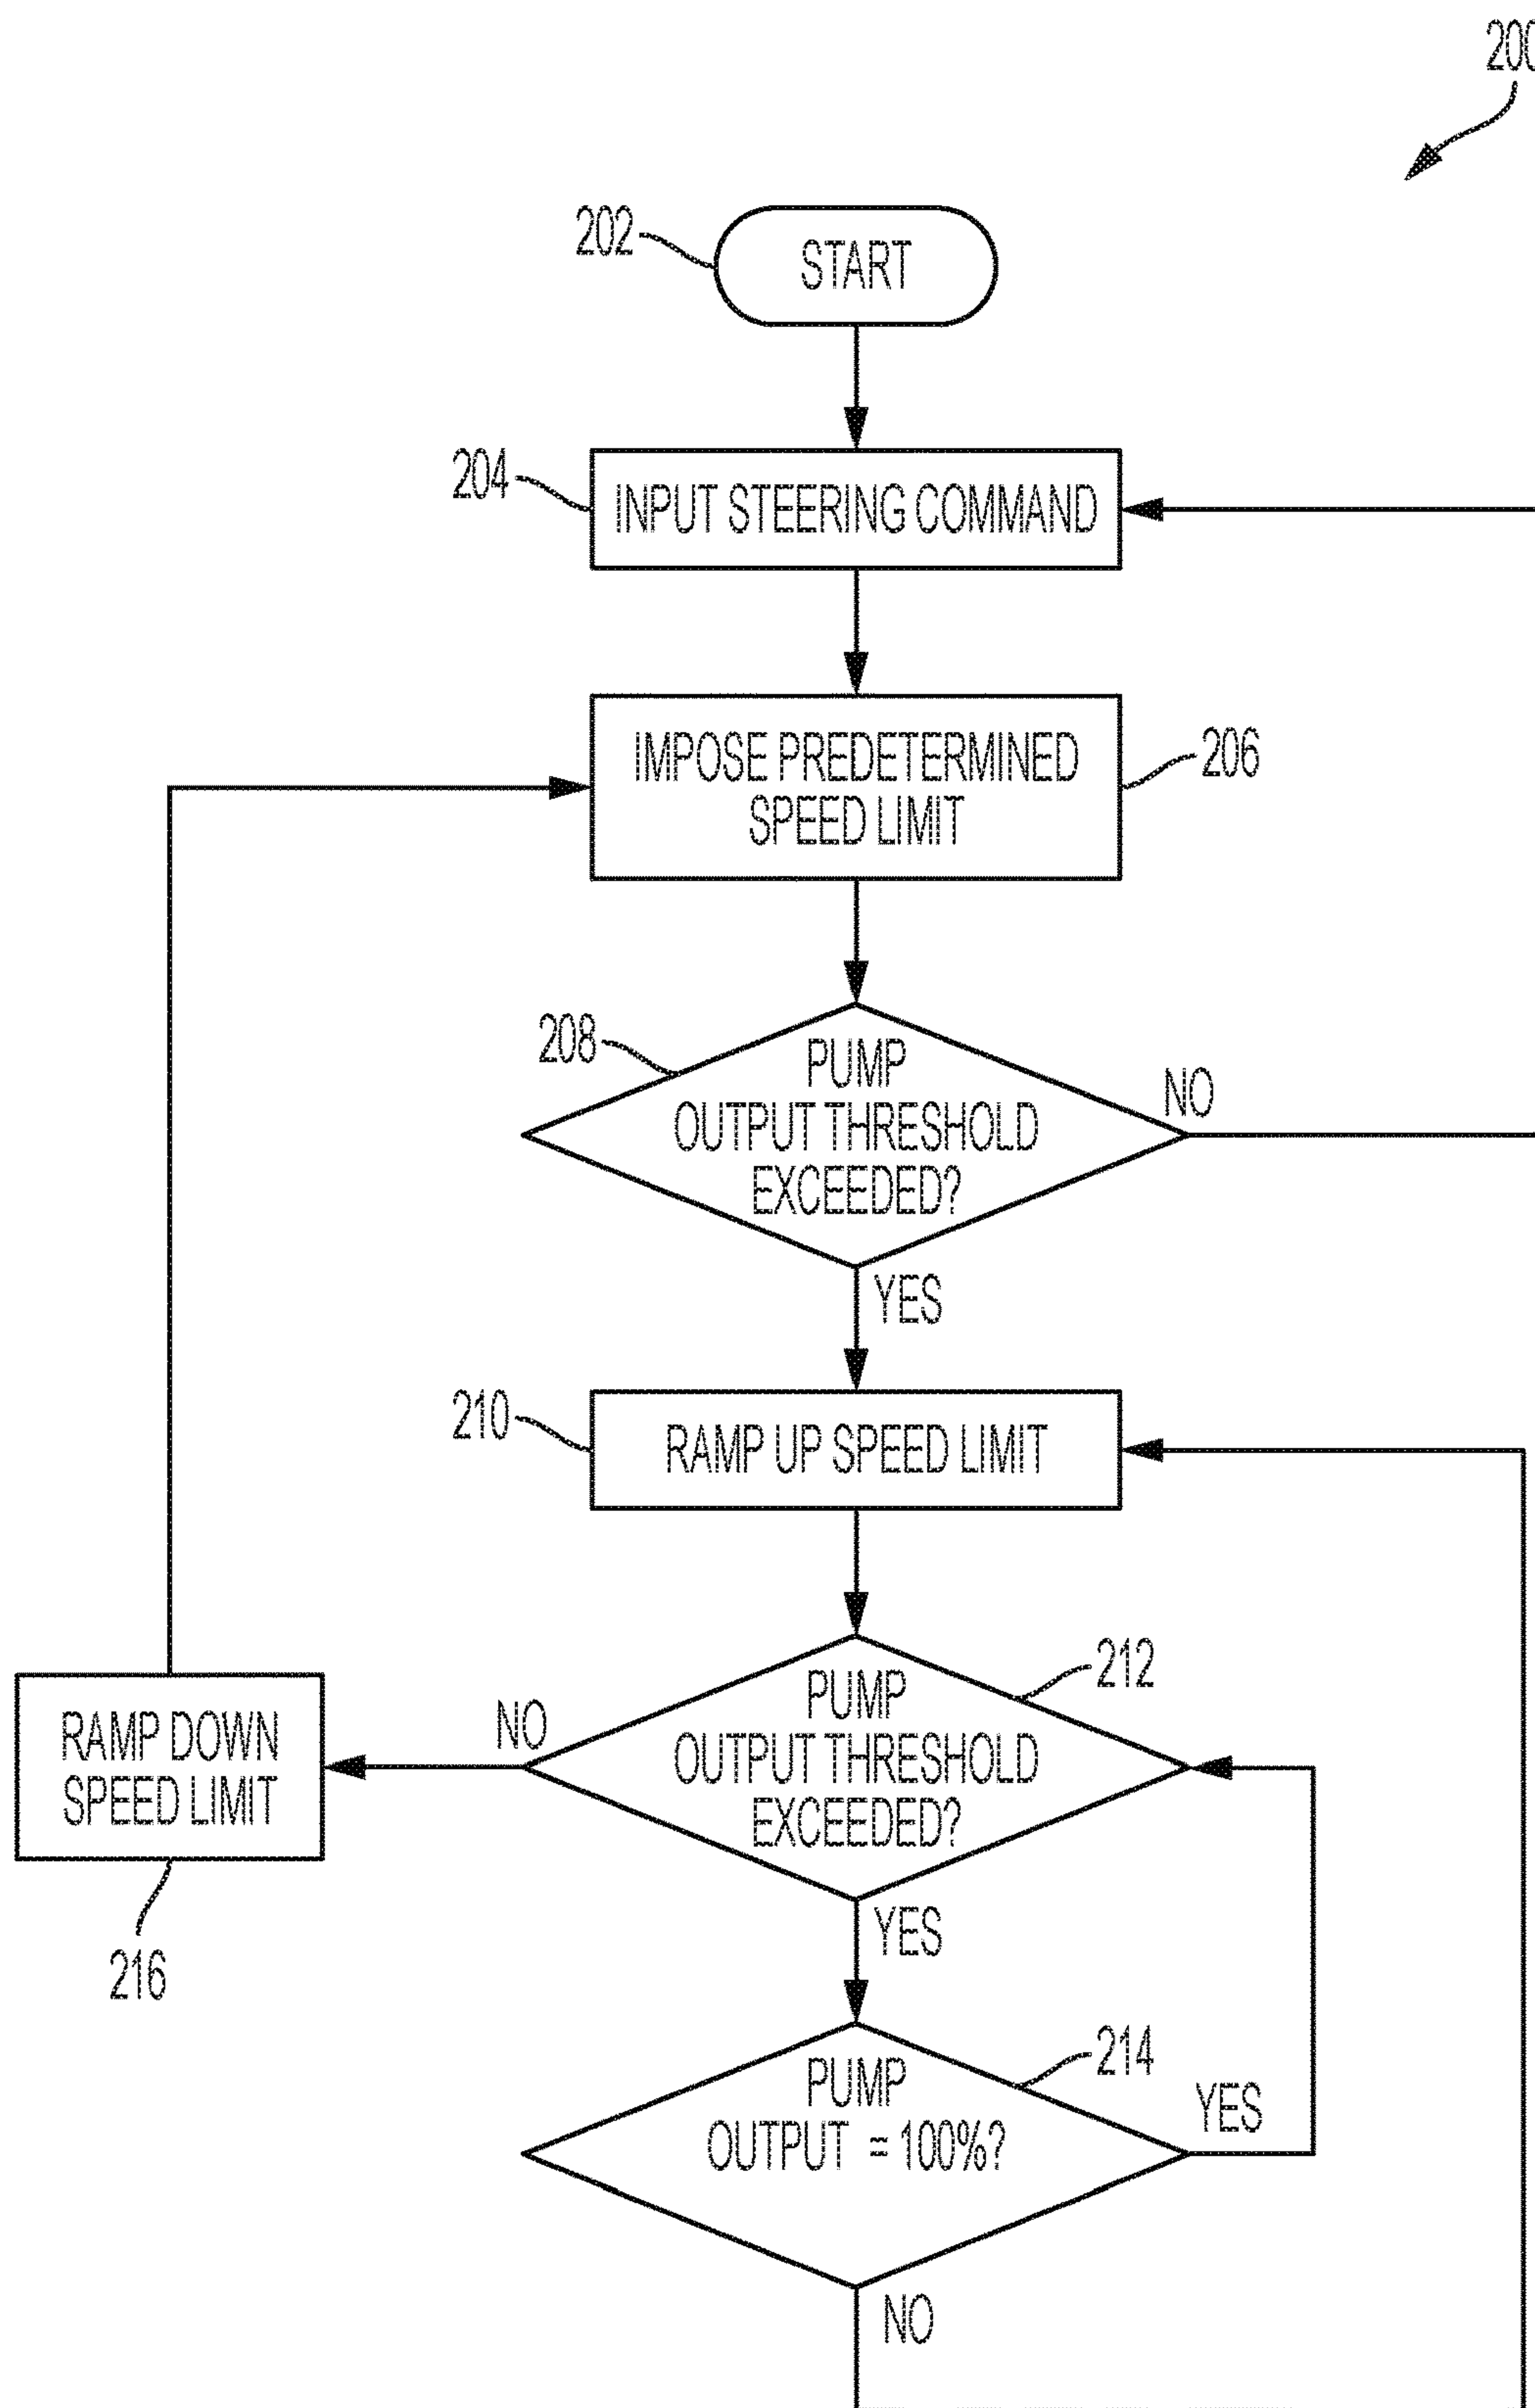 200
202
START
204
INPUT STEERING COMMAND
IMPOSE PREDETERMINED
SPEED LIMIT
206
208
PUMP
OUTPUT THRESHOLD
EXCEEDED?
NO
YES
210
RAMP UP SPEED LIMIT
212
PUMP
OUTPUT THRESHOLD
EXCEEDED?
NO
RAMP DOWN
SPEED LIMIT
216
YES
214
PUMP
OUTPUT = 100%?
YES
NO